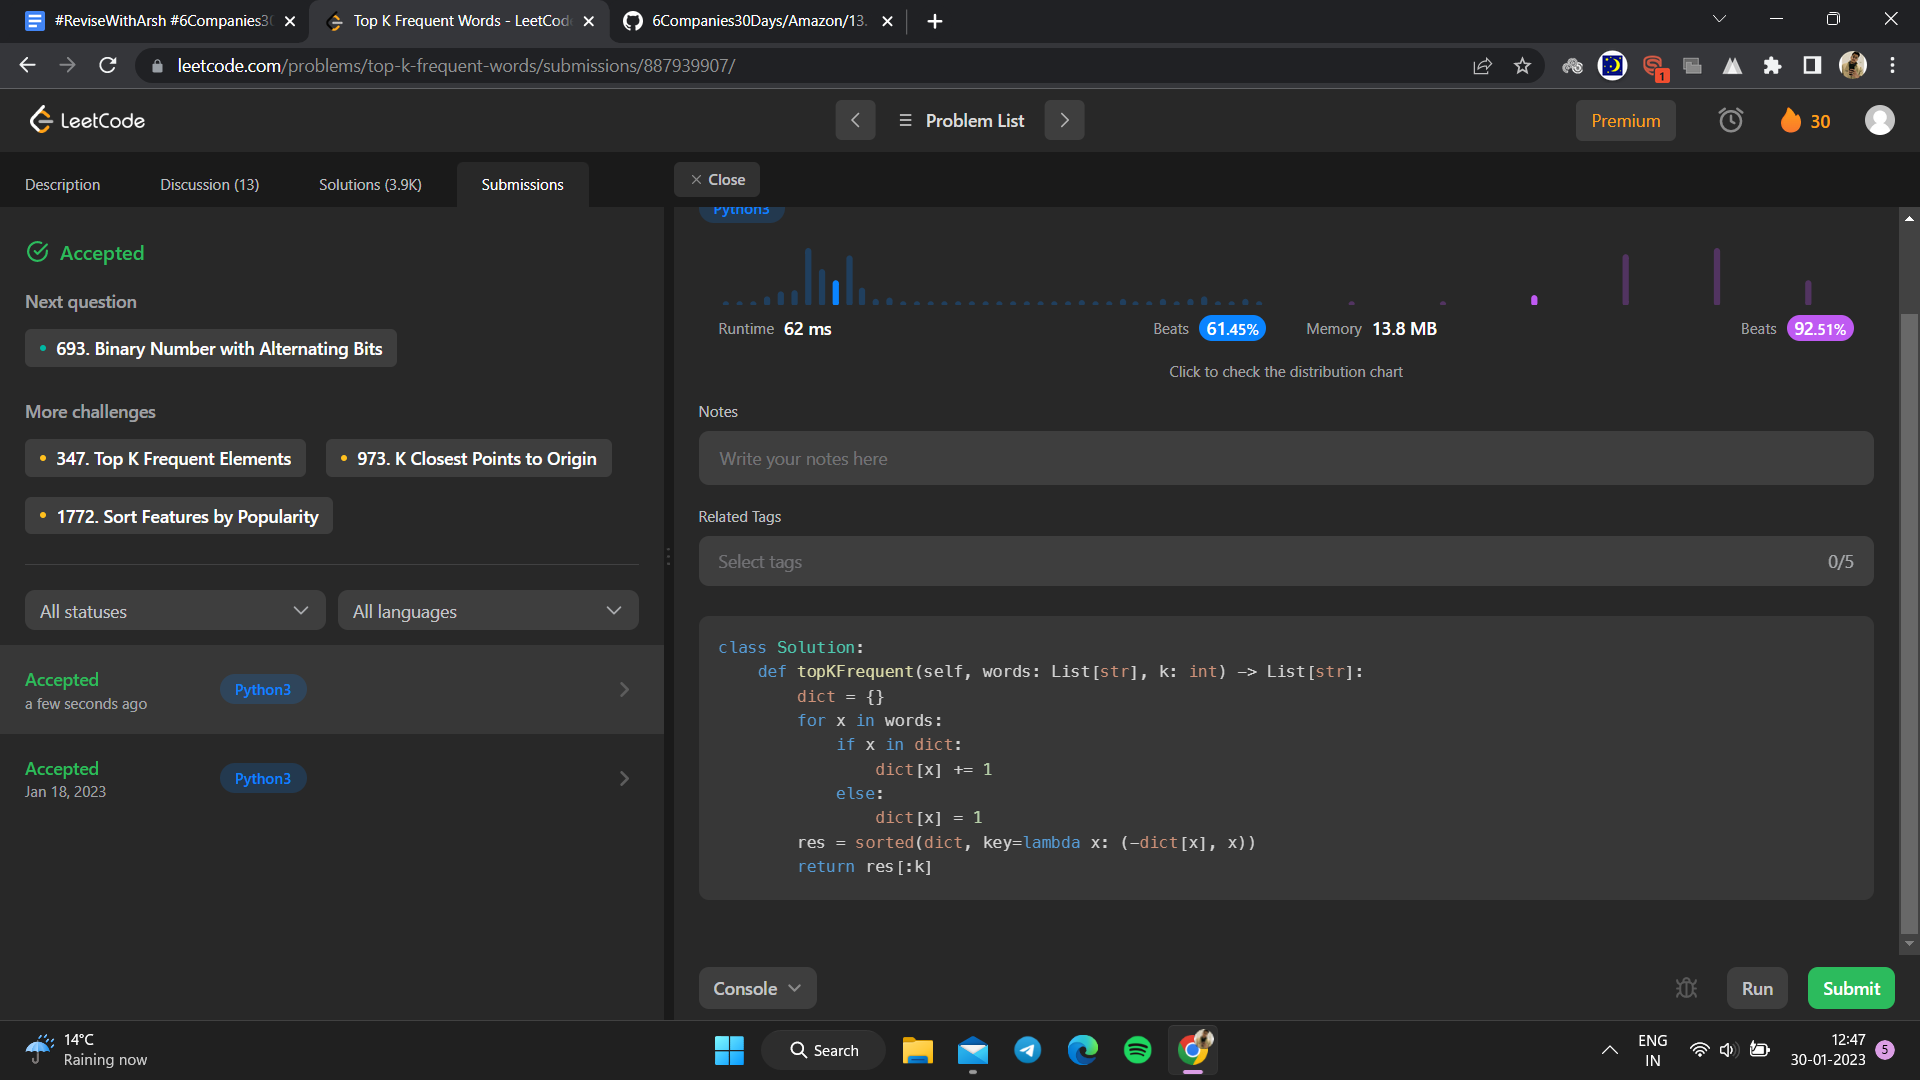 #ReviseWithArsh #6Companies30
Top K Frequent Words - LeetCode
6Companies30Days/Amazon/13.
leetcode.com/problems/top-k-frequent-words/submissions/887939907/
1
LeetCode
Problem List
Premium
30
Description
Discussion (13)
Solutions (3.9K)
Submissions
Close
Accepted
Next question
693. Binary Number with Alternating Bits
More challenges
347. Top K Frequent Elements
973. K Closest Points to Origin
1772. Sort Features by Popularity
All statuses
All languages
Accepted
a few seconds ago
Python3
Accepted
Jan 18, 2023
Python3
Python3
Runtime 62 ms
Beats 61.45%
Memory 13.8 MB
Beats 92.51%
Click to check the distribution chart
Notes
Write your notes here
Related Tags
Select tags
0/5
class Solution:
    def topKFrequent(self, words: List[str], k: int) -> List[str]:
        dict = {}
        for x in words:
            if x in dict:
                dict[x] += 1
            else:
                dict[x] = 1
        res = sorted(dict, key=lambda x: (-dict[x], x))
        return res[:k]
Console
Run
Submit
14°C
Raining now
Search
ENG
IN
12:47
30-01-2023
5